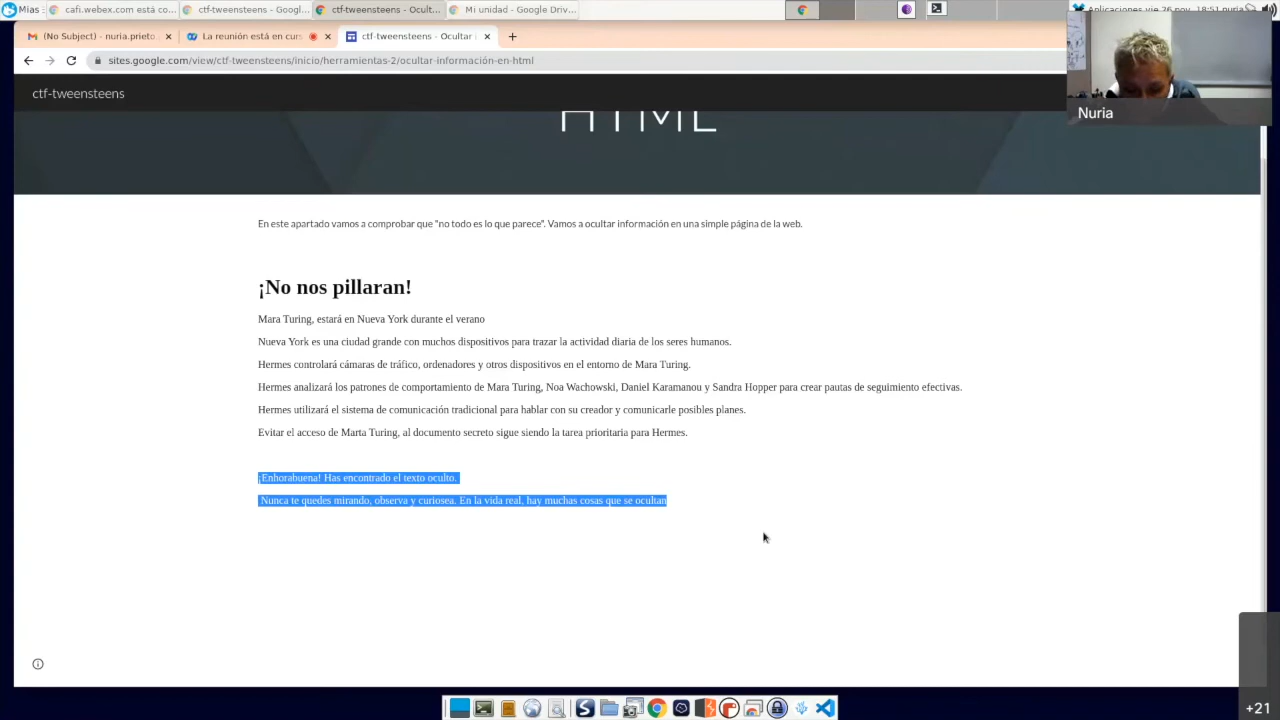 Mias
cafi.webex.com está co...
ctf-tweensteens - Googl...
ctf-tweensteens - Ocult...
Mi unidad - Google Driv...
Aplicaciones vie 26 nov, 18:51 nuria
(No Subject) - nuria.prieto
La reunión está en curs
ctf-tweensteens - Ocultar
sites.google.com/view/ctf-tweensteens/inicio/herramientas-2/ocultar-información-en-html
ctf-tweensteens
Nuria
HTML
En este apartado vamos a comprobar que "no todo es lo que parece". Vamos a ocultar información en una simple página de la web.
¡No nos pillaran!
Mara Turing, estará en Nueva York durante el verano
Nueva York es una ciudad grande con muchos dispositivos para trazar la actividad diaria de los seres humanos.
Hermes controlará cámaras de tráfico, ordenadores y otros dispositivos en el entorno de Mara Turing.
Hermes analizará los patrones de comportamiento de Mara Turing, Noa Wachowski, Daniel Karamanou y Sandra Hopper para crear pautas de seguimiento efectivas.
Hermes utilizará el sistema de comunicación tradicional para hablar con su creador y comunicarle posibles planes.
Evitar el acceso de Marta Turing, al documento secreto sigue siendo la tarea prioritaria para Hermes.
¡Enhorabuena! Has encontrado el texto oculto.
Nunca te quedes mirando, observa y curiosea. En la vida real, hay muchas cosas que se ocultan
+21